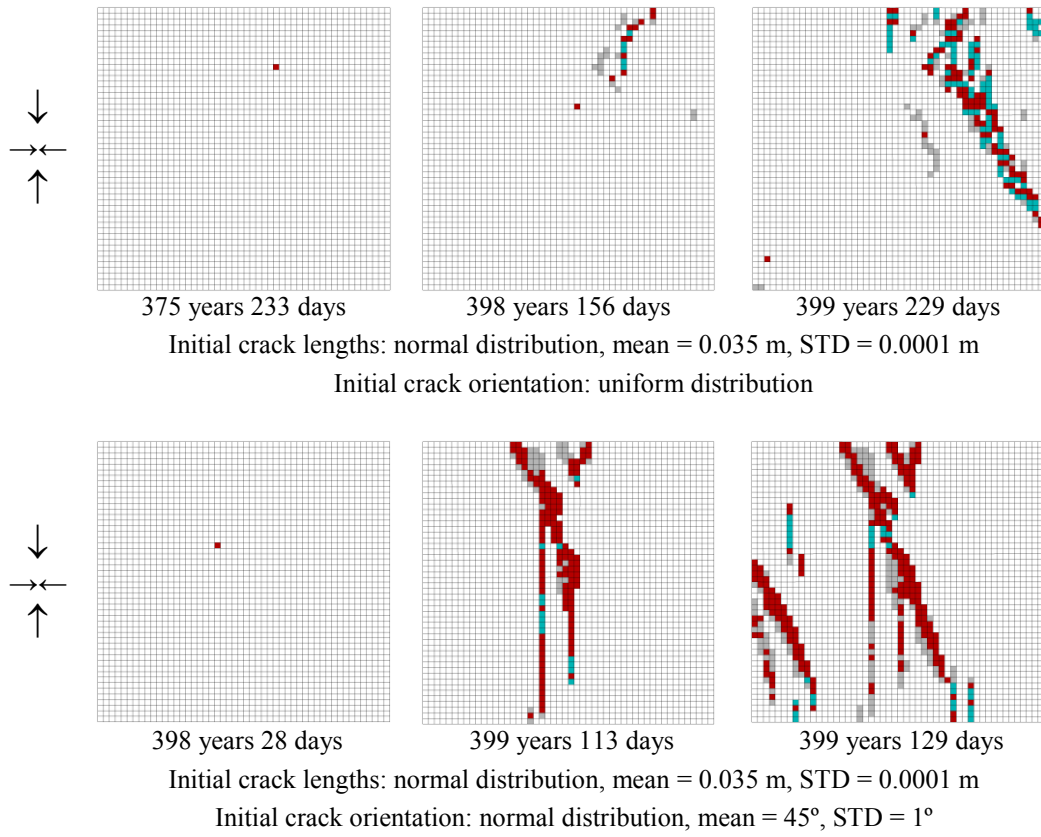 375 years 233 days 398 years 156 days 399 years 229 days
Initial crack lengths: normal distribution, mean = 0.035 m, STD = 0.0001 m
Initial crack orientation: uniform distribution
398 years 28 days 399 years 113 days 399 years 129 days
Initial crack lengths: normal distribution, mean = 0.035 m, STD = 0.0001 m
Initial crack orientation: normal distribution, mean = 45º, STD = 1º